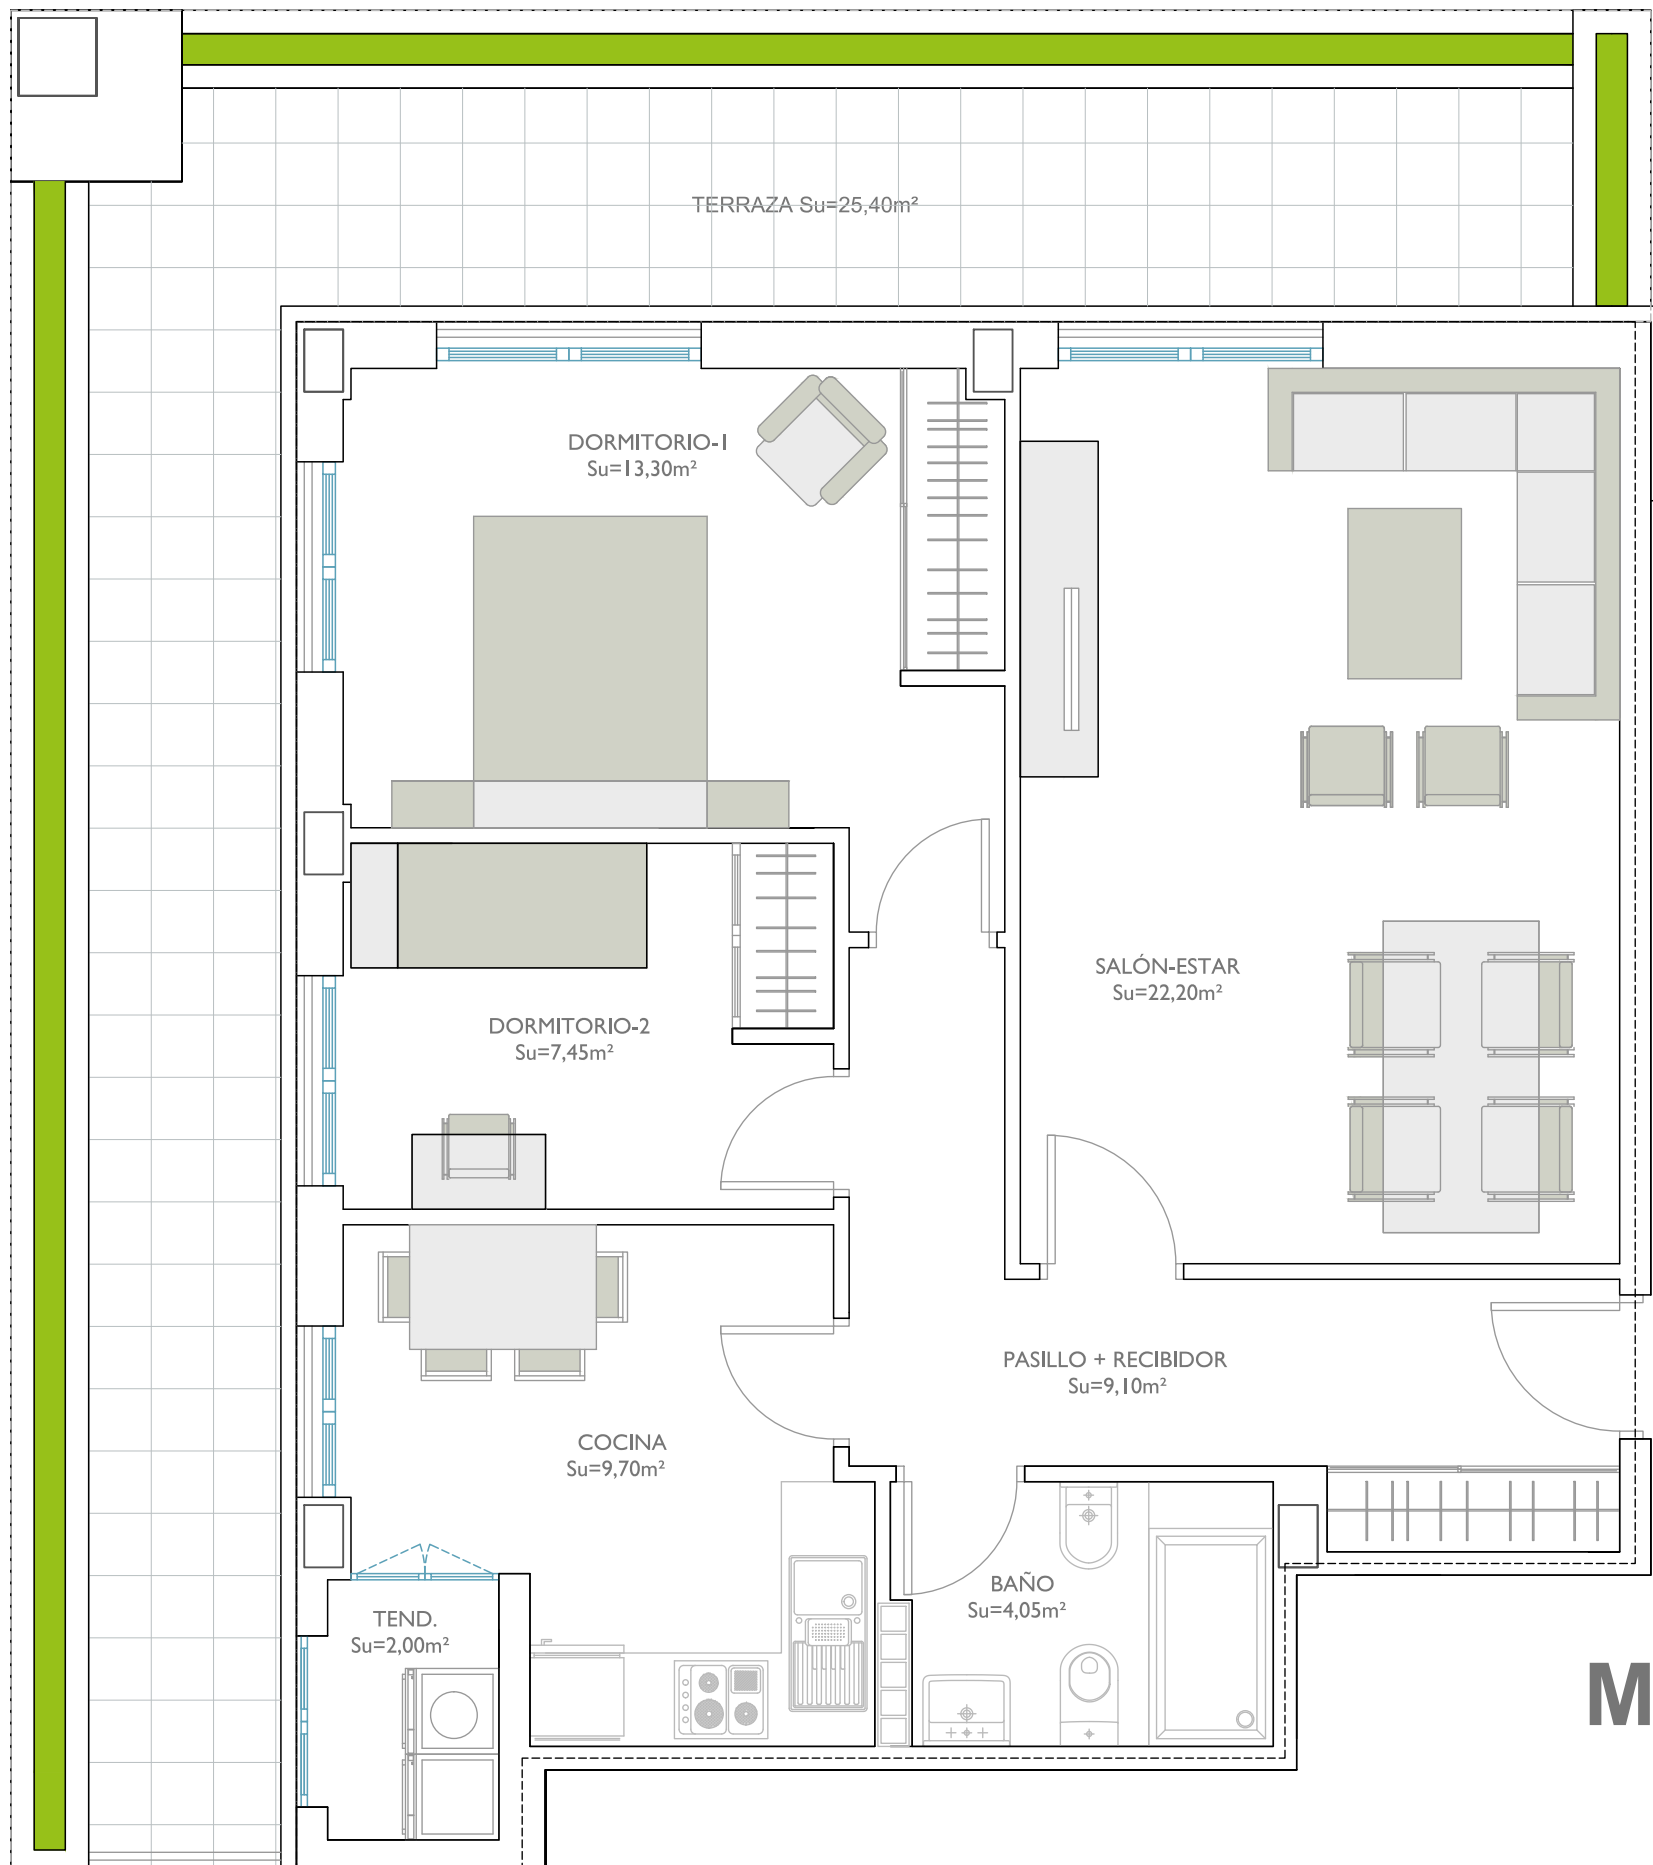 TERRAZA Su=25,40m²
DORMITORIO-1
Su=13,30m²
SALÓN-ESTAR
Su=22,20m²
DORMITORIO-2
Su=7,45m²
PASILLO + RECIBIDOR
Su=9,10m²
COCINA
Su=9,70m²
BAÑO
Su=4,05m²
TEND.
Su=2,00m²
M